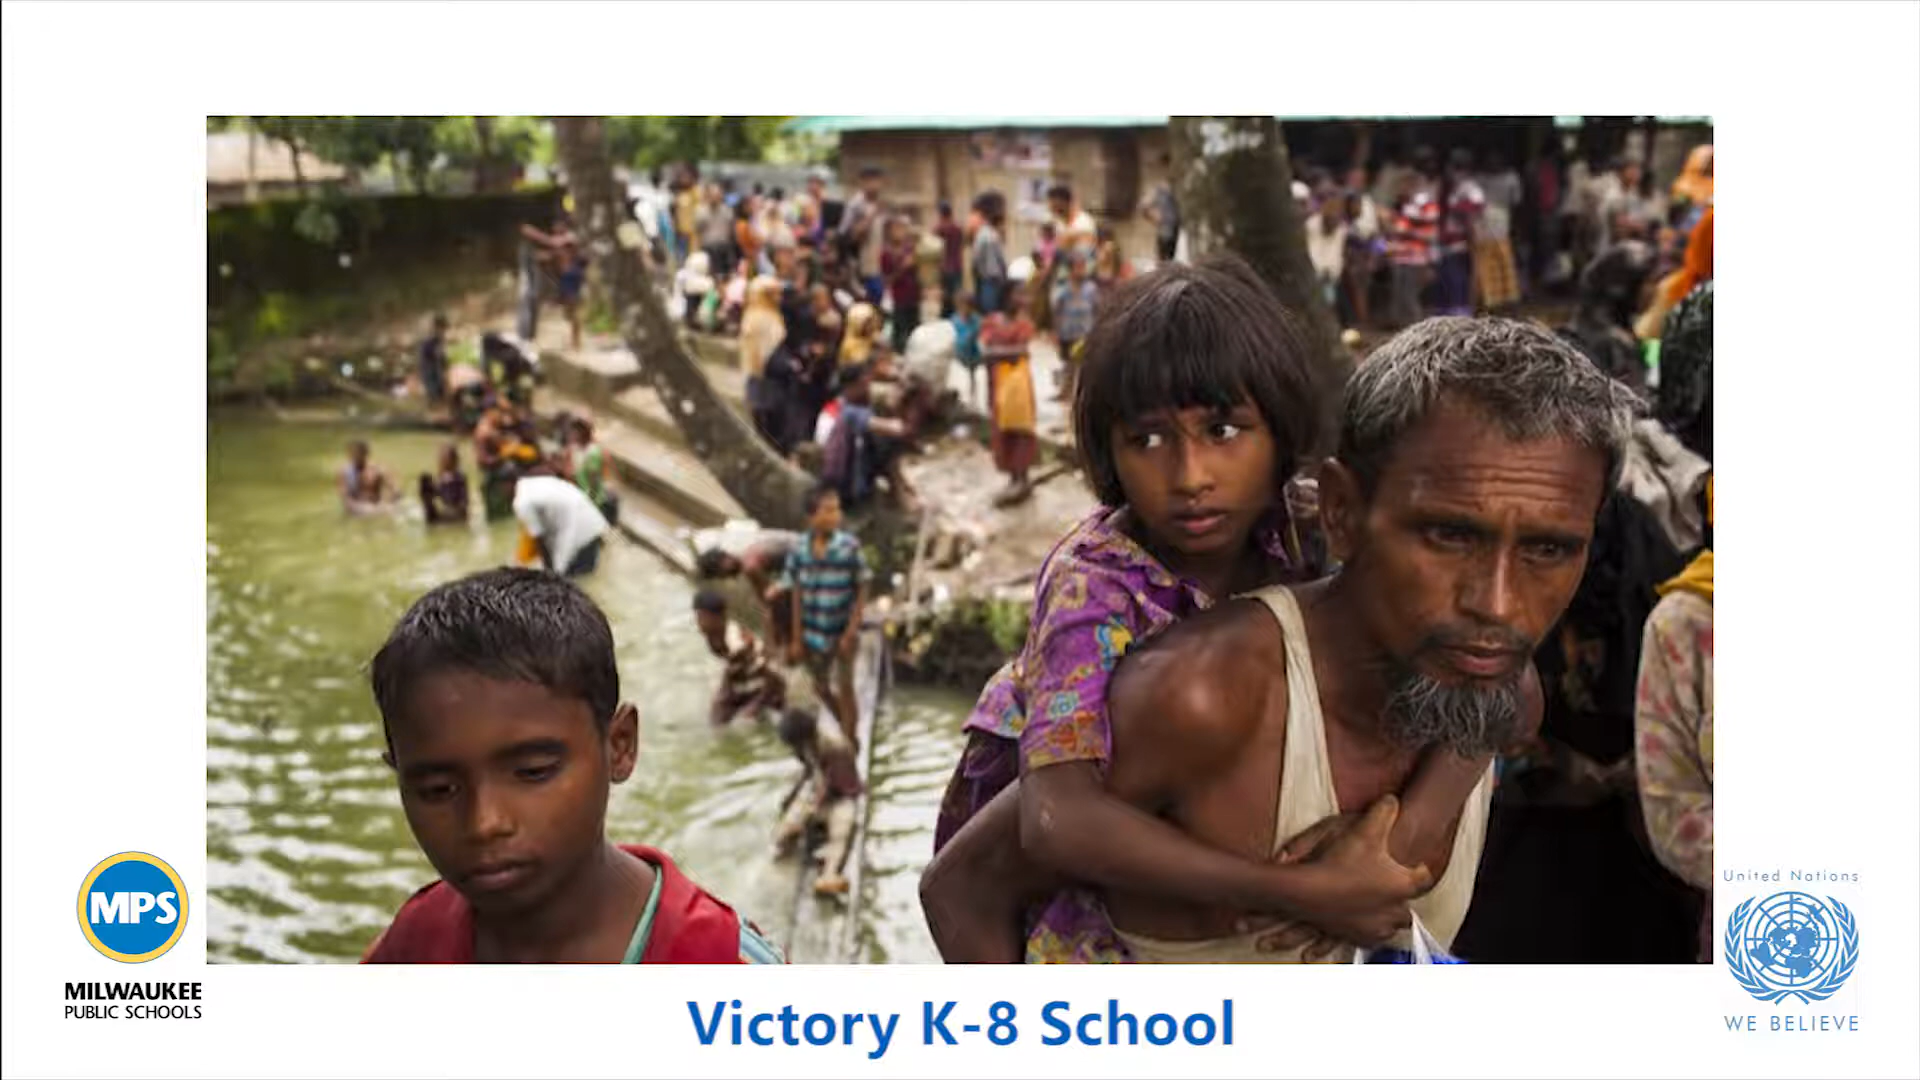 MPS
MILWAUKEE
PUBLIC SCHOOLS
Victory K-8 School
United Nations
WE BELIEVE